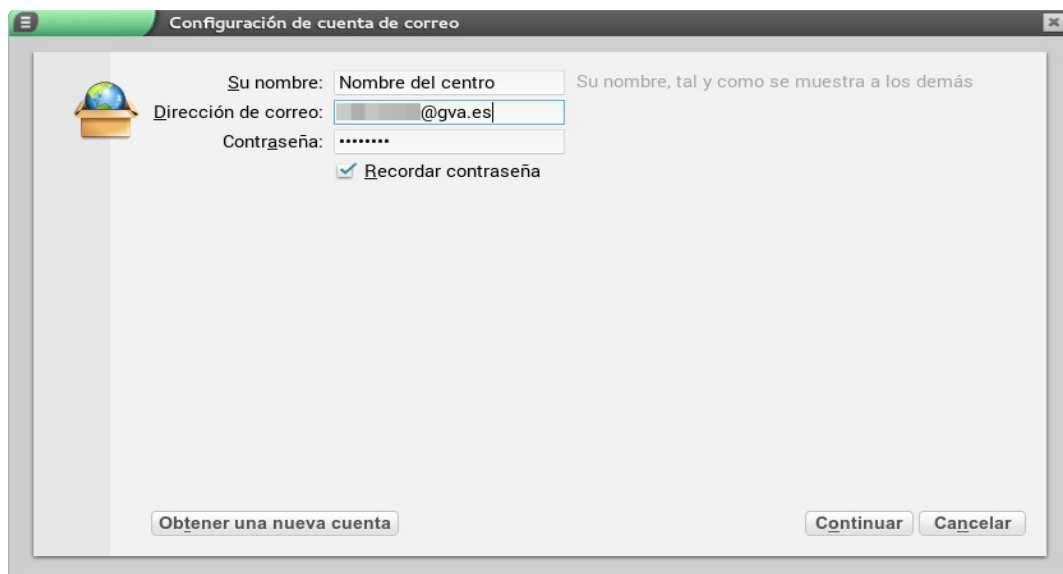 Configuración de cuenta de correo
Su nombre: Nombre del centro Su nombre, tal y como se muestra a los demás
Dirección de correo: @gva.es
Contraseña: ••••••••
Recordar contraseña
Obtener una nueva cuenta Continuar Cancelar